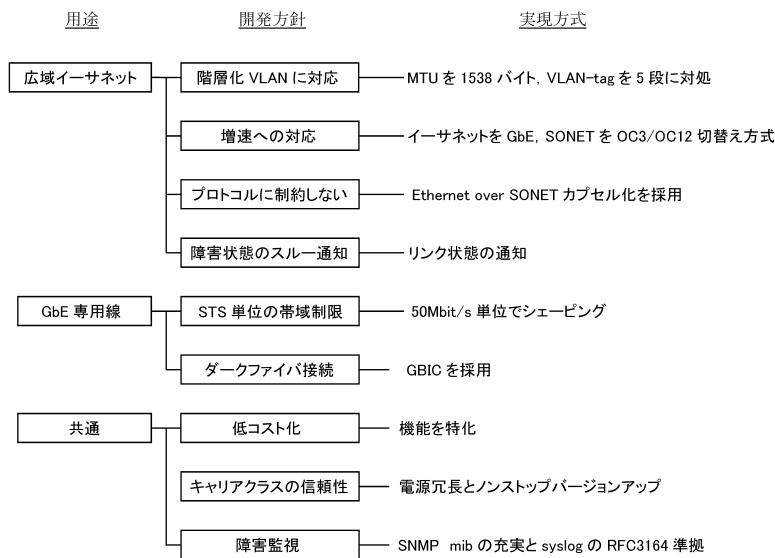 用途 開発方針 実現方式
広域イーサネット 階層化 VLAN に対応 MTU を 1538 バイト, VLAN-tag を 5 段に対処
増速への対応 イーサネットを GbE, SONET を OC3/OC12 切替え方式
プロトコルに制約しない Ethernet over SONET カプセル化を採用
障害状態のスルー通知 リンク状態の通知
GbE 専用線 STS 単位の帯域制限 50Mbit/s 単位でシェーピング
ダークファイバ接続 GBIC を採用
共通 低コスト化 機能を特化
キャリアクラスの信頼性 電源冗長とノンストップバージョンアップ
障害監視 SNMP mib の充実と syslog の RFC3164 準拠